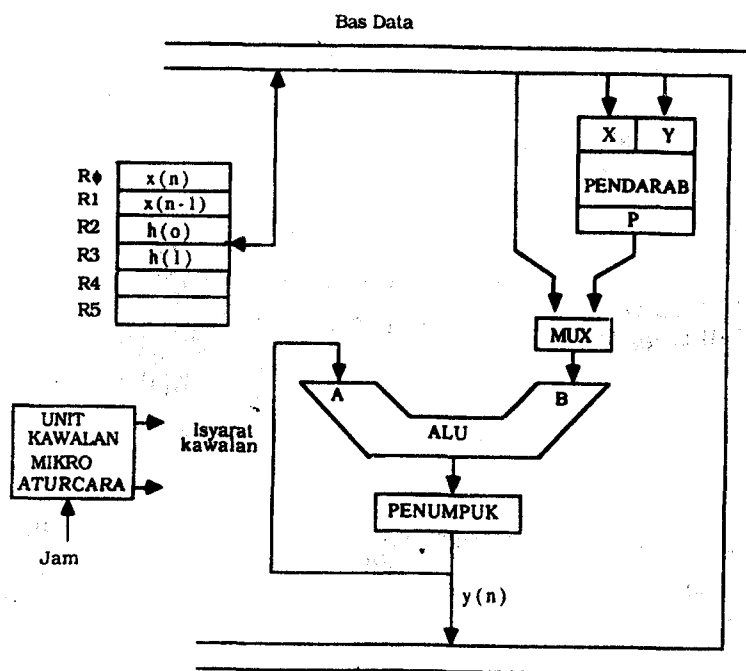 Bas Data
X Y
PENDARAB
P
Rϕ x(n)
R1 x(n-1)
R2 h(o)
R3 h(1)
R4
R5
MUX
A B
ALU
UNIT
KAWALAN
MIKRO
ATURCARA
Isyarat
kawalan
PENUMPUK
Jam
y(n)